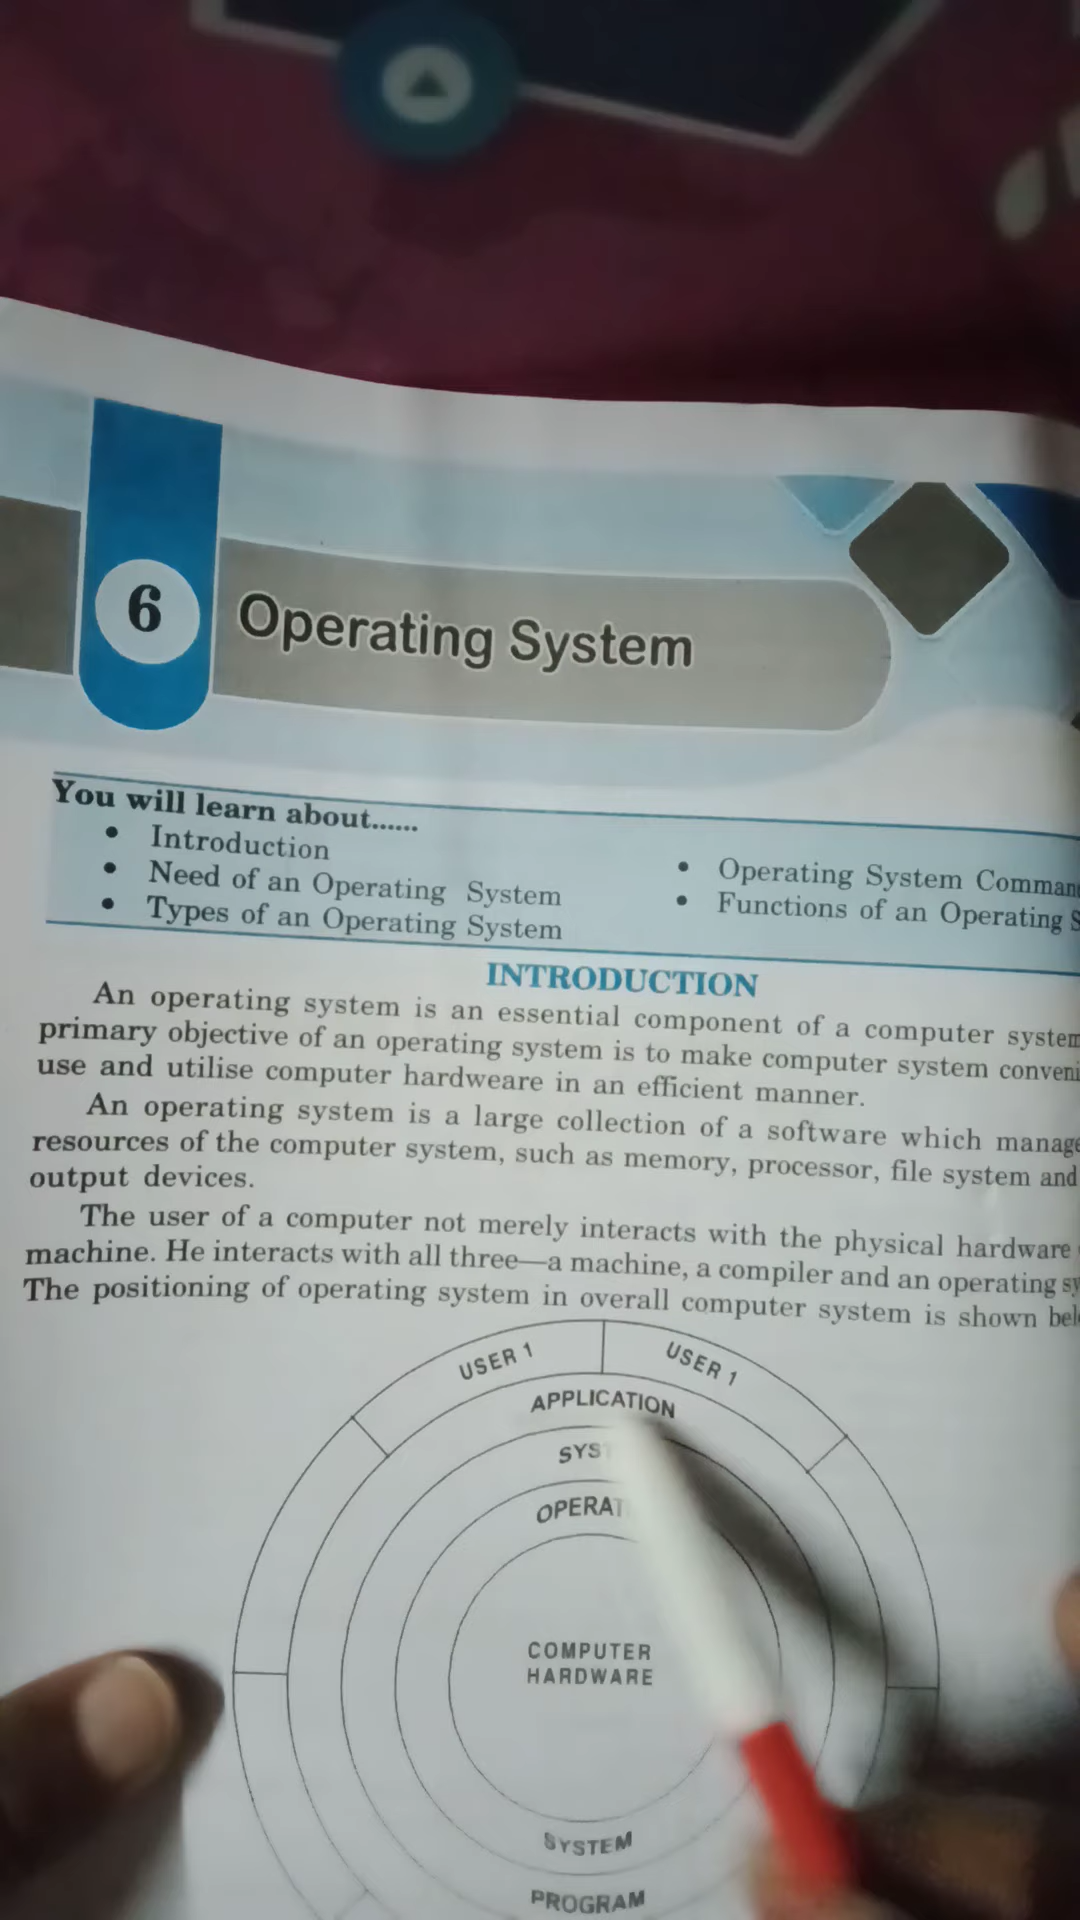 6
Operating System
You will learn about......
• Introduction
• Need of an Operating System
• Types of an Operating System
• Operating System
• Functions of an Operating
INTRODUCTION
An operating system is an essential component of a computer system
primary objective of an operating system is to make computer system
use and utilise computer hardweare in an efficient manner.
An operating system is a large collection of a software which
resources of the computer system, such as memory, processor, file system and
output devices.
The user of a computer not merely interacts with the physical hardware
machine. He interacts with all three—a machine, a compiler and an operating
The positioning of operating system in overall computer system is shown
USER 1
USER 1
APPLICATION
COMPUTER
HARDWARE
SYSTEM
PROGRAM